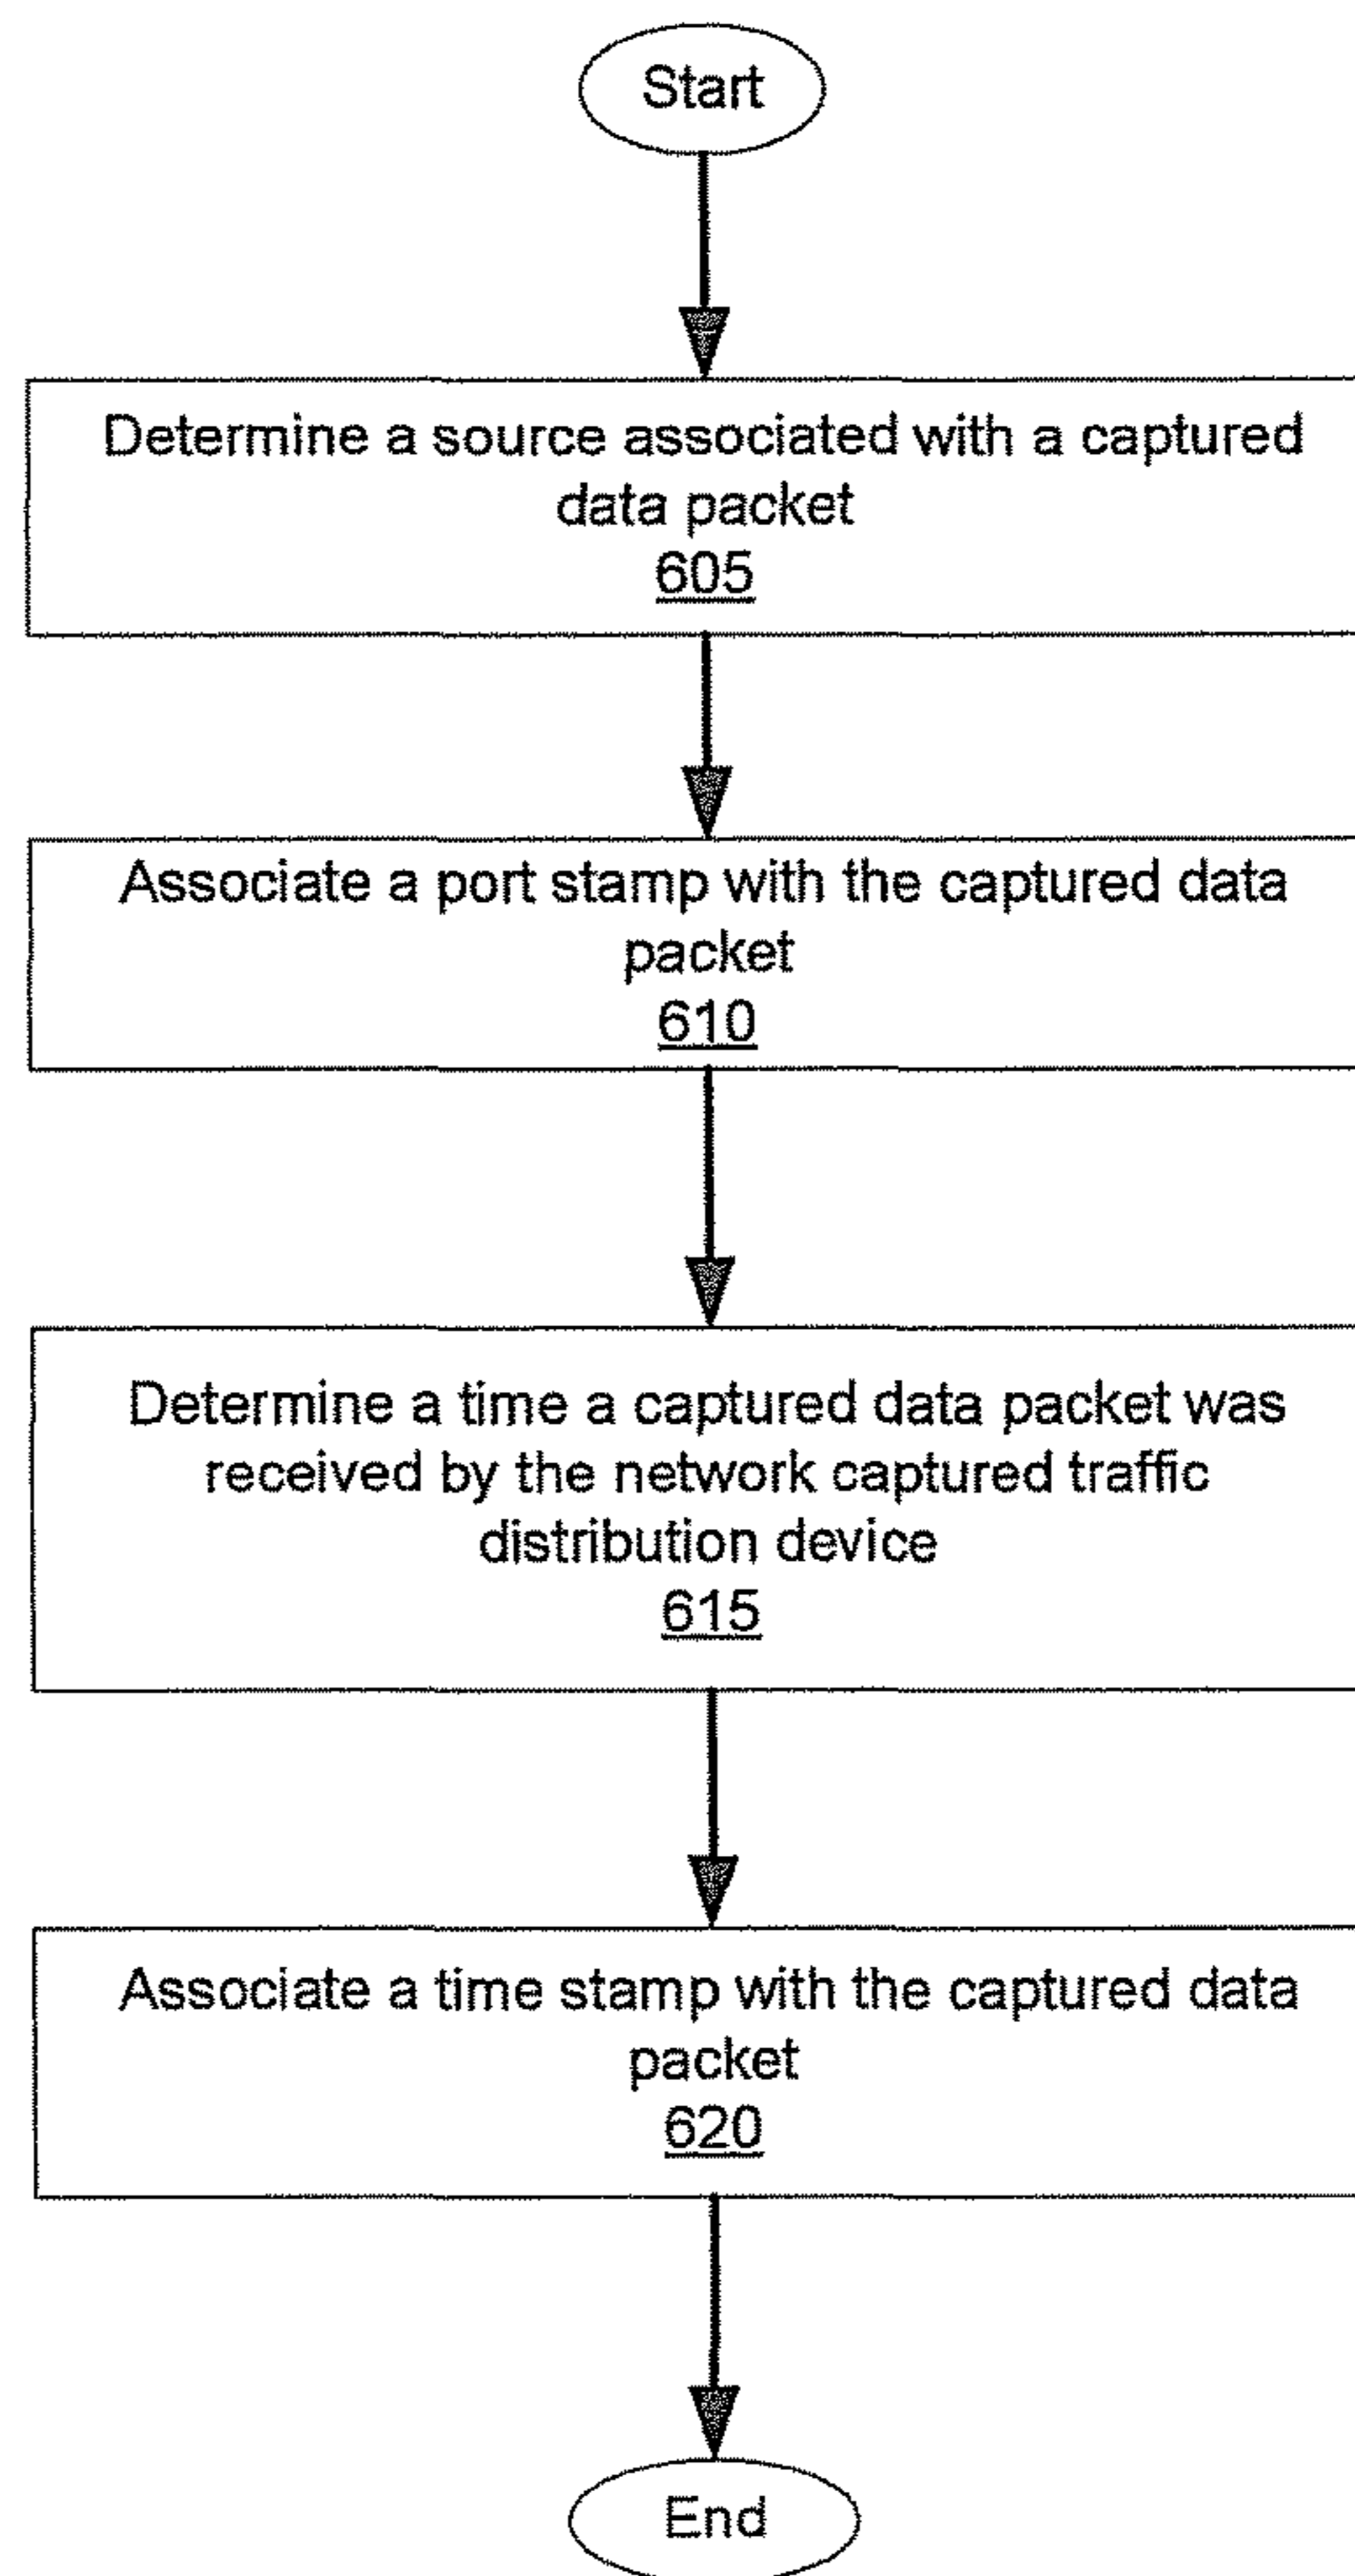 Start
Determine a source associated with a captured
data packet
605
Associate a port stamp with the captured data
packet
610
Determine a time a captured data packet was
received by the network captured traffic
distribution device
615
Associate a time stamp with the captured data
packet
620
End